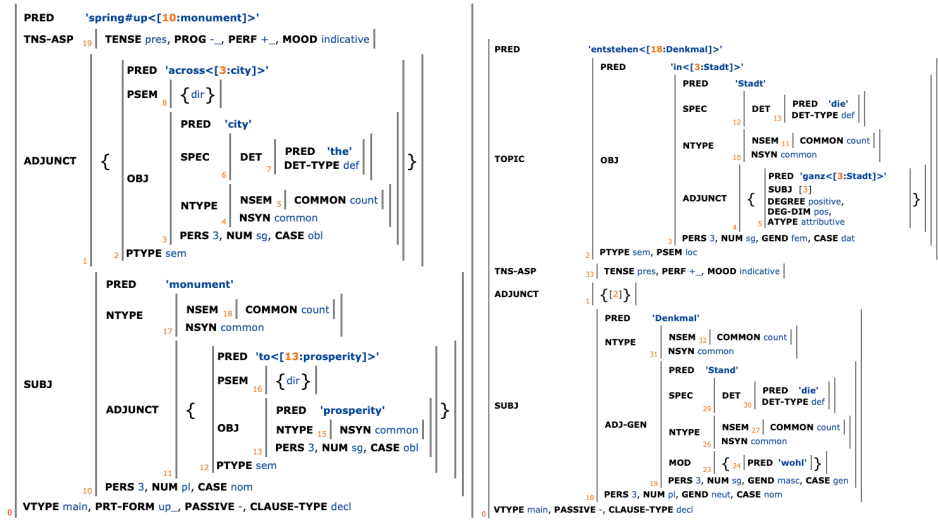 PRED 'spring#up<[10:monument]>'
TNS-ASP 19 TENSE pres, PROG -_, PERF +_, MOOD indicative
PRED 'across<[3:city]>'
PSEM 8 {dir}
PRED 'city'
SPEC 6 DET 7 PRED 'the'
DET-TYPE def
ADJUNCT { }
OBJ
NTYPE 4 NSEM 5 COMMON count
NSYN common
3 PERS 3, NUM sg, CASE obl
1 2 PTYPE sem
PRED 'monument'
NTYPE 17 NSEM 18 COMMON count
NSYN common
PRED 'to<[13:prosperity]>'
PSEM 16 {dir}
SUBJ
ADJUNCT { }
OBJ
PRED 'prosperity'
NTYPE 15 NSYN common
13 PERS 3, NUM sg, CASE obl
11 12 PTYPE sem
10 PERS 3, NUM pl, CASE nom
0 VTYPE main, PRT-FORM up_, PASSIVE -, CLAUSE-TYPE decl
PRED 'entstehen<[18:Denkmal]>'
PRED 'in<[3:Stadt]>'
PRED 'Stadt'
SPEC 12 DET 13 PRED 'die'
DET-TYPE def
TOPIC
OBJ
NTYPE 10 NSEM 11 COMMON count
NSYN common
PRED 'ganz<[3:Stadt]>'
SUBJ [3]
ADJUNCT { }
DEGREE positive,
DEG-DIM pos,
4 5 ATYPE attributive
3 PERS 3, NUM sg, GEND fem, CASE dat
2 PTYPE sem, PSEM loc
TNS-ASP 33 TENSE pres, PERF +_, MOOD indicative
ADJUNCT 1 {[2]}
PRED 'Denkmal'
NTYPE 31 NSEM 32 COMMON count
NSYN common
PRED 'Stand'
SPEC 29 DET 30 PRED 'die'
DET-TYPE def
SUBJ
ADJ-GEN
NTYPE 26 NSEM 27 COMMON count
NSYN common
MOD 23 { 24 PRED 'wohl' }
19 PERS 3, NUM sg, GEND masc, CASE gen
18 PERS 3, NUM pl, GEND neut, CASE nom
0 VTYPE main, PASSIVE -, CLAUSE-TYPE decl